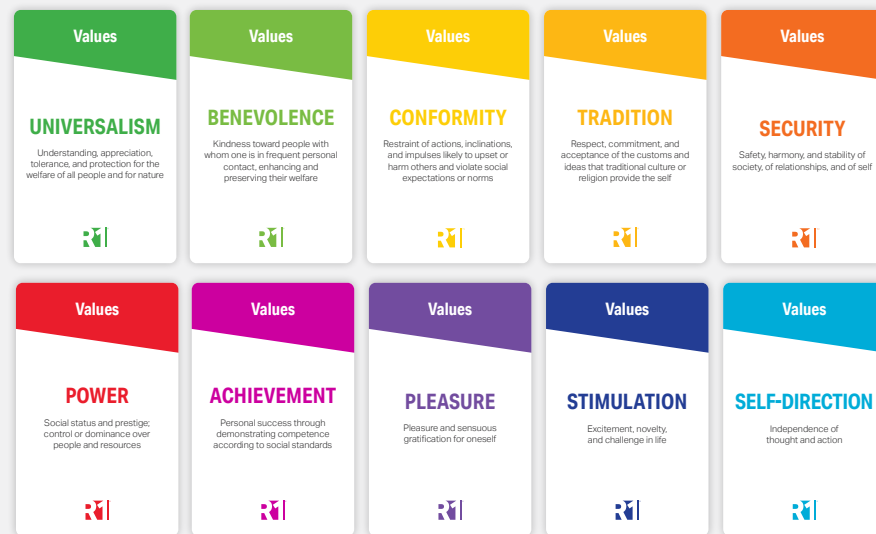 Values
UNIVERSALISM
Understanding, appreciation,
tolerance, and protection for the
welfare of all people and for nature
Values
BENEVOLENCE
Kindness toward people with
whom one is in frequent personal
contact, enhancing and
preserving their welfare
Values
CONFORMITY
Restraint of actions, inclinations,
and impulses likely to upset or
harm others and violate social
expectations or norms
Values
TRADITION
Respect, commitment, and
acceptance of the customs and
ideas that traditional culture or
religion provide the self
Values
SECURITY
Safety, harmony, and stability of
society, of relationships, and of self
Values
POWER
Social status and prestige;
control or dominance over
people and resources
Values
ACHIEVEMENT
Personal success through
demonstrating competence
according to social standards
Values
PLEASURE
Pleasure and sensuous
gratification for oneself
Values
STIMULATION
Excitement, novelty,
and challenge in life
Values
SELF-DIRECTION
Independence of
thought and action